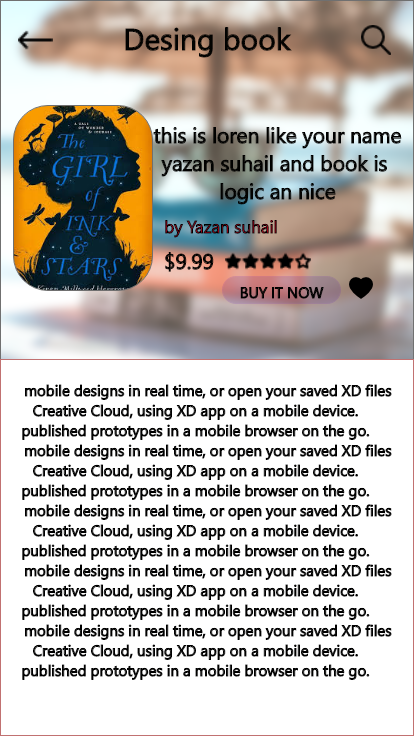 Desing book
A TALE
OF WONDER
& COURAGE
The
GIRL
of
INK
&
STARS
this is loren like your name
yazan suhail and book is
logic an nice
by Yazan suhail
$9.99
BUY IT NOW
mobile designs in real time, or open your saved XD files
Creative Cloud, using XD app on a mobile device.
published prototypes in a mobile browser on the go.
mobile designs in real time, or open your saved XD files
Creative Cloud, using XD app on a mobile device.
published prototypes in a mobile browser on the go.
mobile designs in real time, or open your saved XD files
Creative Cloud, using XD app on a mobile device.
published prototypes in a mobile browser on the go.
mobile designs in real time, or open your saved XD files
Creative Cloud, using XD app on a mobile device.
published prototypes in a mobile browser on the go.
mobile designs in real time, or open your saved XD files
Creative Cloud, using XD app on a mobile device.
published prototypes in a mobile browser on the go.